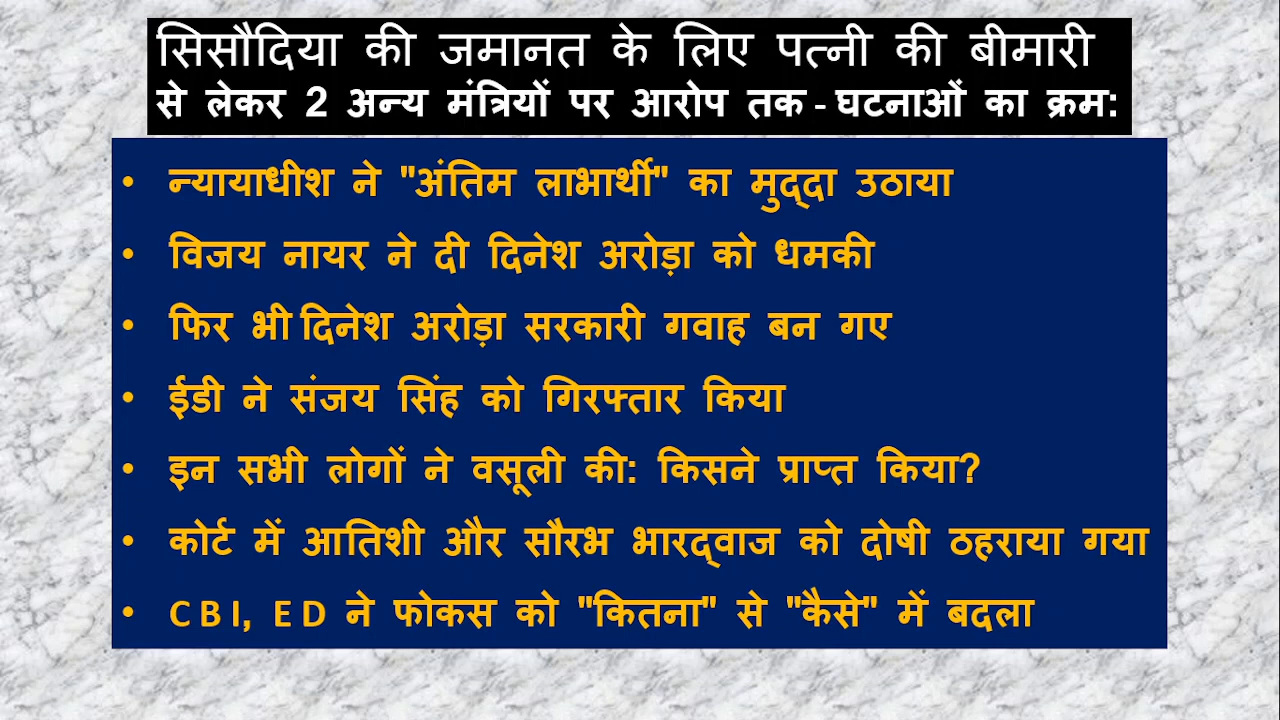 सिसौदिया की जमानत के लिए पत्नी की बीमारी
से लेकर 2 अन्य मंत्रियों पर आरोप तक - घटनाओं का क्रम:
• न्यायाधीश ने "अंतिम लाभार्थी" का मुद्दा उठाया
• विजय नायर ने दी दिनेश अरोड़ा को धमकी
• फिर भी दिनेश अरोड़ा सरकारी गवाह बन गए
• ईडी ने संजय सिंह को गिरफ्तार किया
• इन सभी लोगों ने वसूली की: किसने प्राप्त किया?
• कोर्ट में आतिशी और सौरभ भारद्वाज को दोषी ठहराया गया
• CBI, ED ने फोकस को "कितना" से "कैसे" में बदला